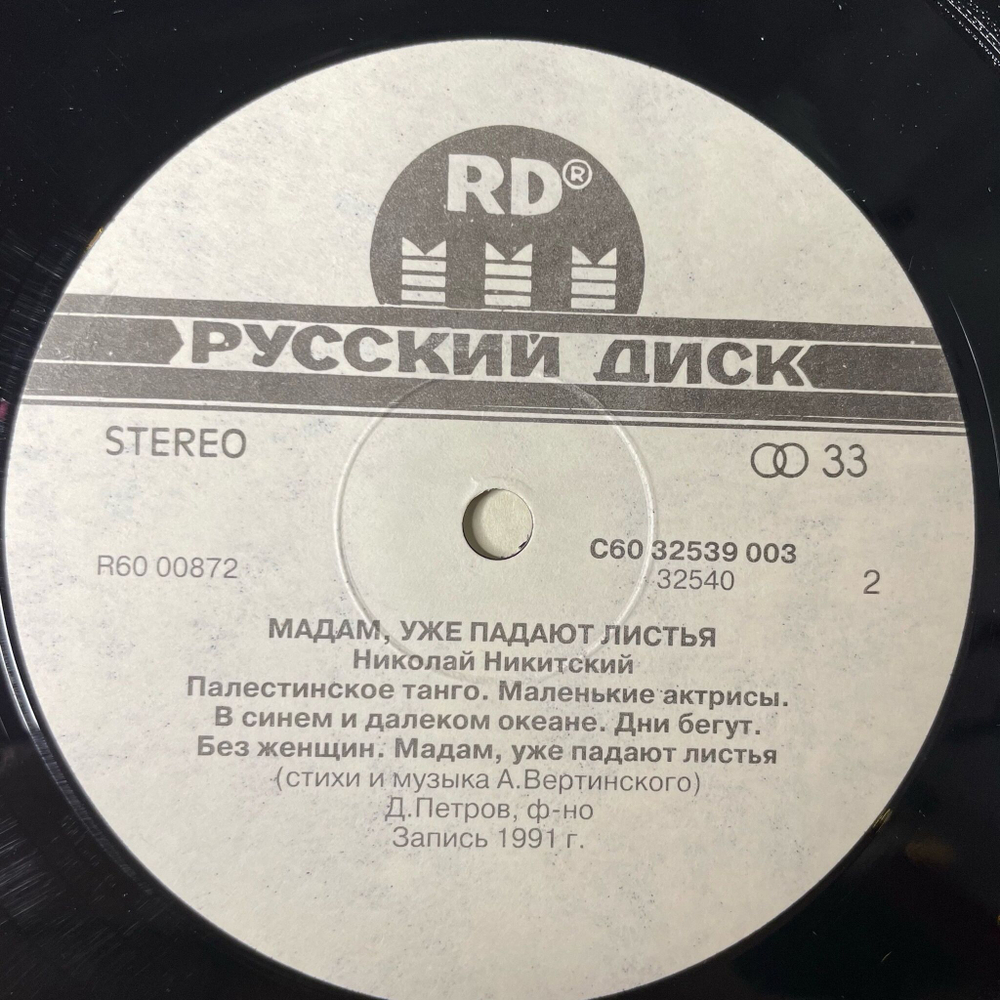 RD®
РУССКИЙ ДИСК
STEREO
33
R60 00872
С60 32539 003
32540
2
МАДАМ, УЖЕ ПАДАЮТ ЛИСТЬЯ
Николай Никитский
Палестинское танго. Маленькие актрисы.
В синем и далеком океане. Дни бегут.
Без женщин. Мадам, уже падают листья
(стихи и музыка А.Вертинского)
Д.Петров, ф-но
Запись 1991 г.